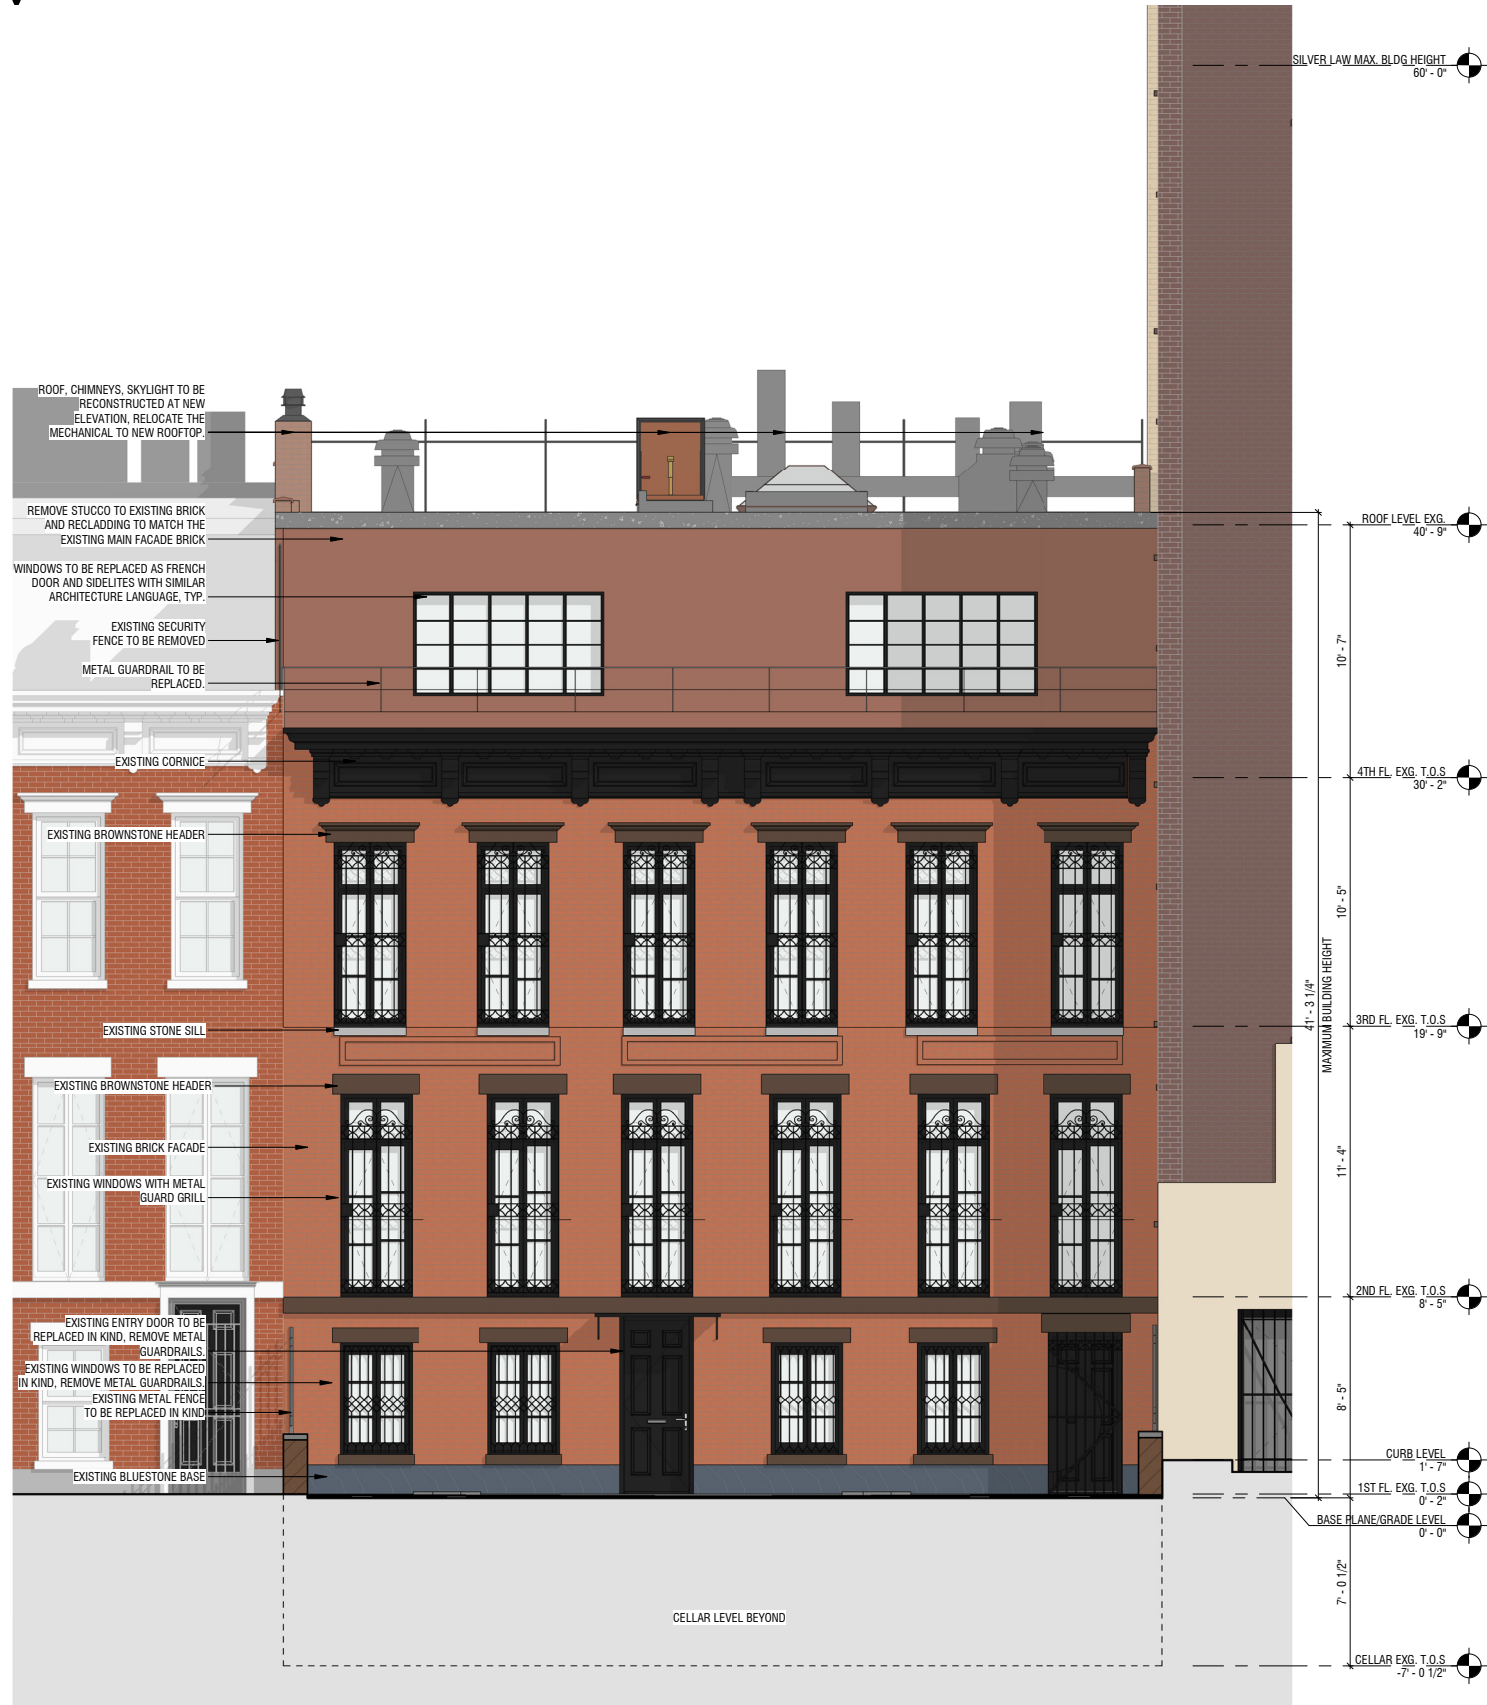 SILVER LAW MAX. BLDG HEIGHT
60' - 0"
ROOF, CHIMNEYS, SKYLIGHT TO BE
RECONSTRUCTED AT NEW
ELEVATION, RELOCATE THE
MECHANICAL TO NEW ROOFTOP.
REMOVE STUCCO TO EXISTING BRICK
AND RECLADDING TO MATCH THE
EXISTING MAIN FACADE BRICK
WINDOWS TO BE REPLACED AS FRENCH
DOOR AND SIDELITES WITH SIMILAR
ARCHITECTURE LANGUAGE, TYP.
EXISTING SECURITY
FENCE TO BE REMOVED
METAL GUARDRAIL TO BE
REPLACED.
EXISTING CORNICE
EXISTING BROWNSTONE HEADER
EXISTING STONE SILL
EXISTING BROWNSTONE HEADER
EXISTING BRICK FACADE
EXISTING WINDOWS WITH METAL
GUARD GRILL
EXISTING ENTRY DOOR TO BE
REPLACED IN KIND, REMOVE METAL
GUARDRAILS.
EXISTING WINDOWS TO BE REPLACED
IN KIND, REMOVE METAL GUARDRAILS.
EXISTING METAL FENCE
TO BE REPLACED IN KIND
EXISTING BLUESTONE BASE
CELLAR LEVEL BEYOND
ROOF LEVEL EXG.
40' - 9"
10' - 7"
4TH FL. EXG. T.O.S
30' - 2"
10' - 5"
41' - 3 1/4"
MAXIMUM BUILDING HEIGHT
3RD FL. EXG. T.O.S
19' - 9"
11' - 4"
2ND FL. EXG. T.O.S
8' - 5"
8' - 5"
CURB LEVEL
1' - 7"
1ST FL. EXG. T.O.S
0' - 2"
BASE PLANE/GRADE LEVEL
0' - 0"
7' - 0 1/2"
CELLAR EXG. T.O.S
-7' - 0 1/2"